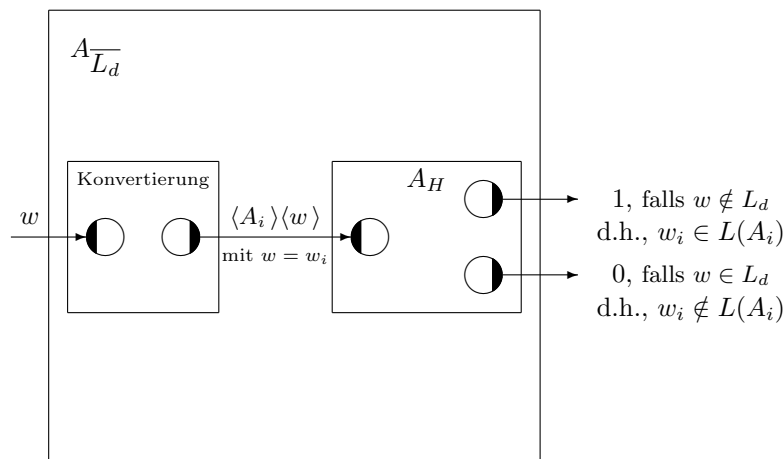 A_{\overline{L_d}}
Konvertierung
A_H
w
⟨A_i⟩⟨w⟩
mit w = w_i
1, falls w ∉ L_d
d.h., w_i ∈ L(A_i)
0, falls w ∈ L_d
d.h., w_i ∉ L(A_i)